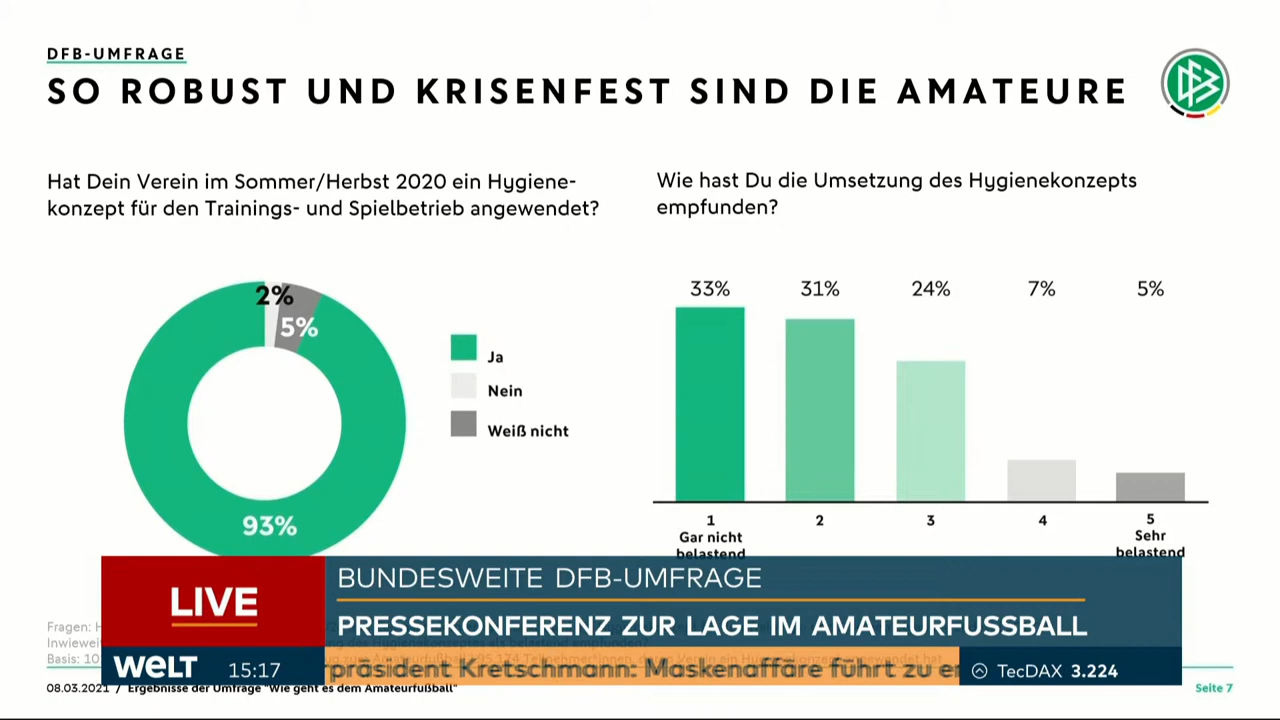 DFB-UMFRAGE
SO ROBUST UND KRISENFEST SIND DIE AMATEURE
DFB
Hat Dein Verein im Sommer/Herbst 2020 ein Hygiene-
konzept für den Trainings- und Spielbetrieb angewendet?
2%
5%
93%
Ja
Nein
Weiß nicht
Wie hast Du die Umsetzung des Hygienekonzepts
empfunden?
33% 31% 24% 7% 5%
1 2 3 4 5
Gar nicht Sehr
belastend belastend
LIVE
BUNDESWEITE DFB-UMFRAGE
PRESSEKONFERENZ ZUR LAGE IM AMATEURFUSSBALL
Fragen:
Basis:
welt 15:17 präsident Kretschmann: Maskenaffäre führt zu TecDAX 3.224
08.03.2021 / Ergebnisse der Umfrage "Wie geht es dem Amateurfußball"
Seite 7